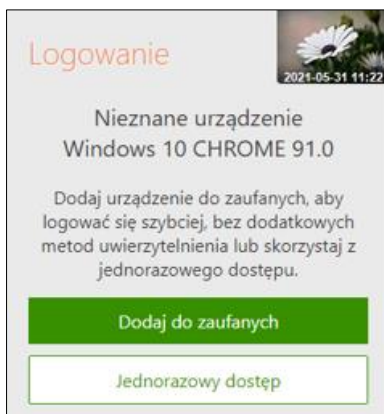 Logowanie
2021-05-31 11:22
Nieznane urządzenie
Windows 10 CHROME 91.0
Dodaj urządzenie do zaufanych, aby
logować się szybciej, bez dodatkowych
metod uwierzytelnienia lub skorzystaj z
jednorazowego dostępu.
Dodaj do zaufanych
Jednorazowy dostęp